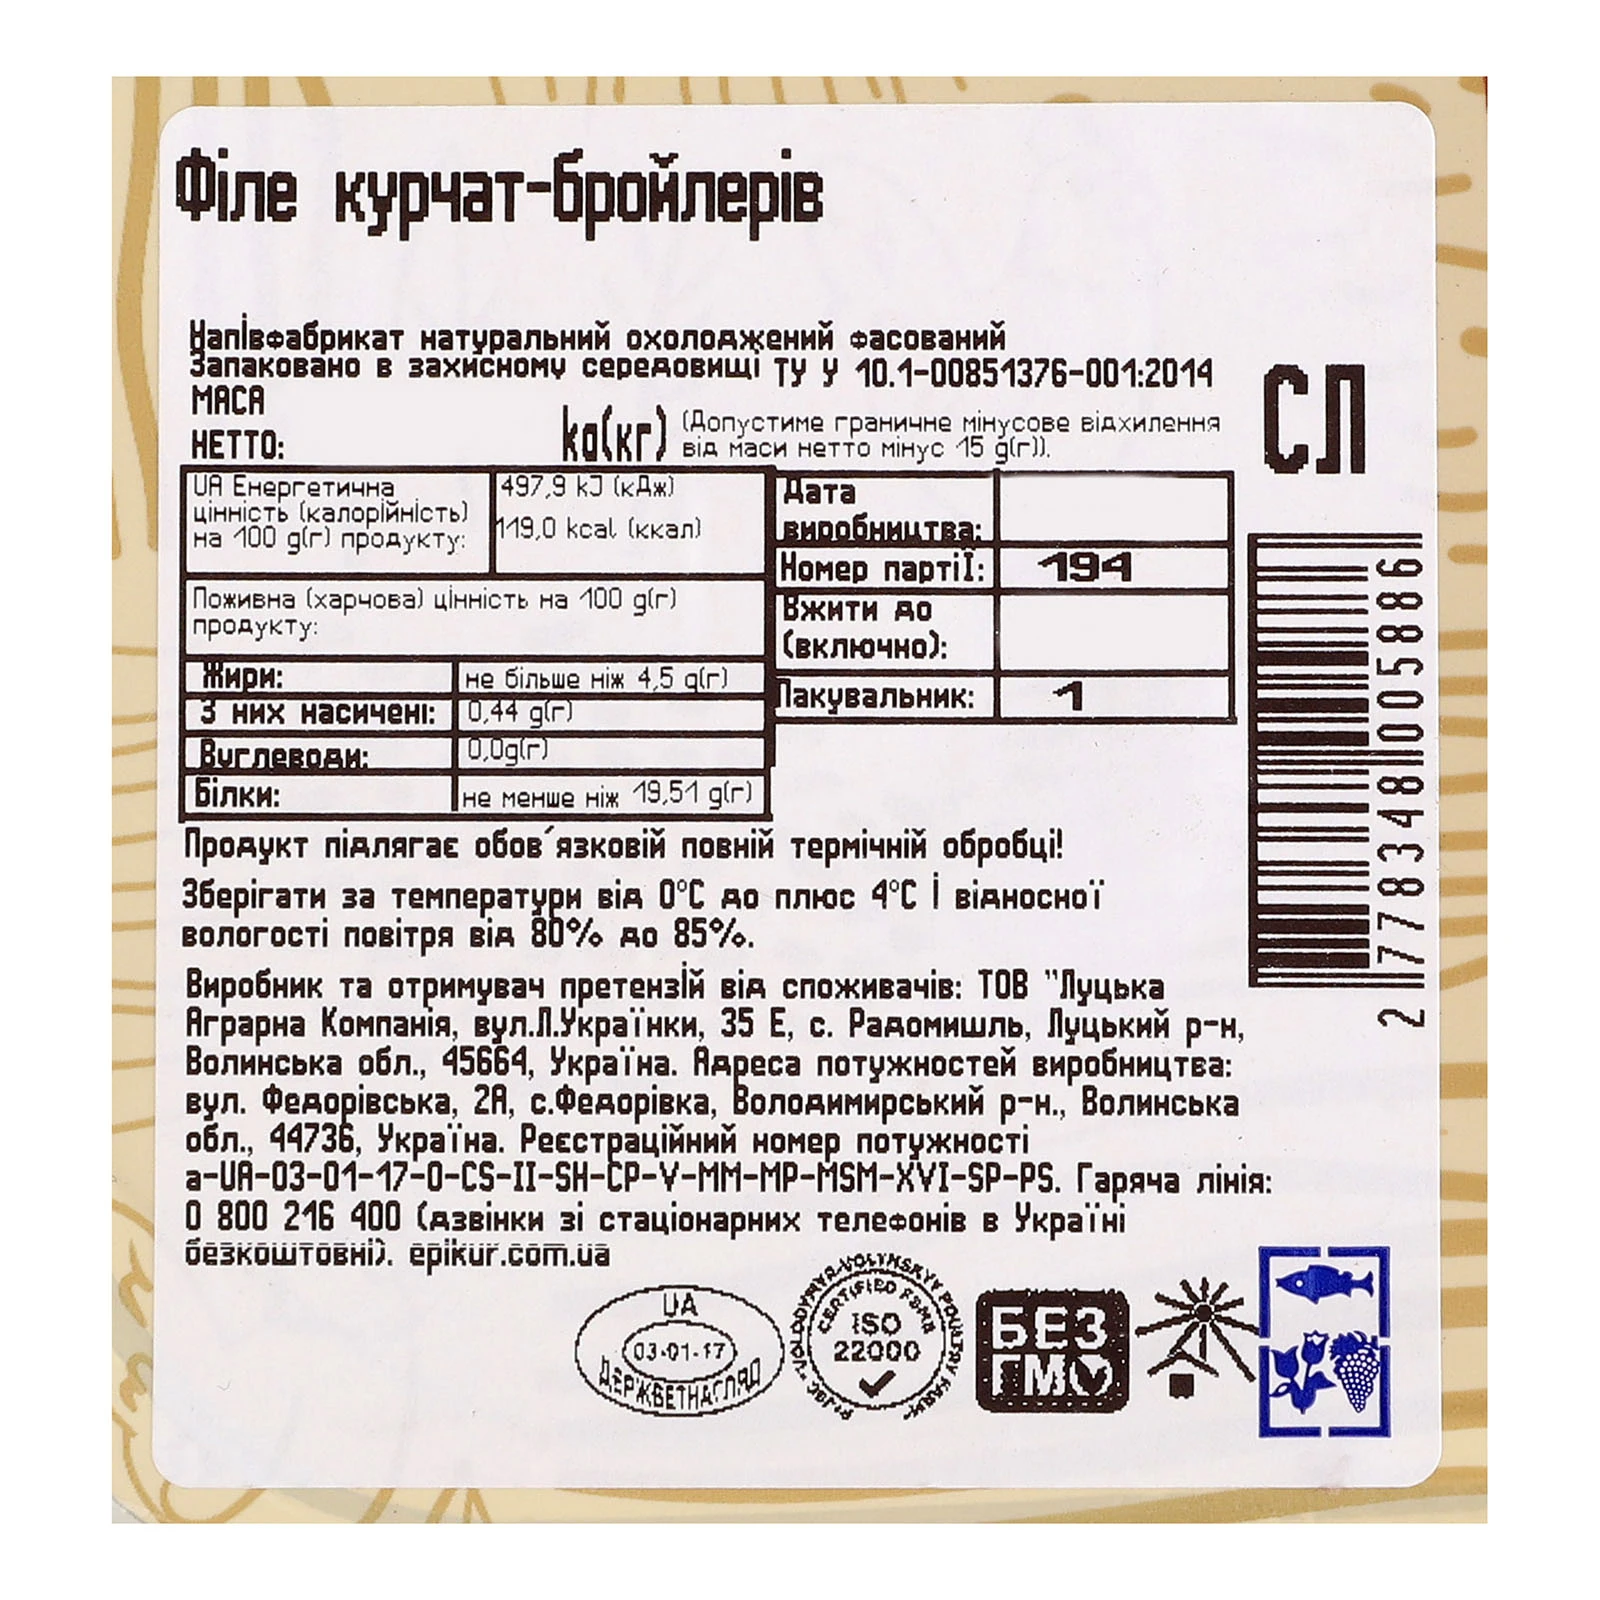 Філе курчат-бройлерів
Напівфабрикат натуральний охолоджений фасований
Запаковано в захисному середовищі ТУ У 10.1-00851376-001:2014
МАСА
НЕТТО:
kg(кг) (Допустиме граничне мінусове відхилення
від маси нетто мінус 15 g(г)).
СЛ
UA Енергетична
цінність (калорійність)
на 100 g(г) продукту:
497,9 kJ (кДж)
119,0 kcal (ккал)
Поживна (харчова) цінність на 100 g(г)
продукту:
Жири: не більше ніж 4,5 g(г)
З них насичені: 0,44 g(г)
Вуглеводи: 0,0g(г)
Білки: не менше ніж 19,51 g(г)
Дата
виробництва:
Номер партії: 194
Вжити до
(включно):
Пакувальник: 1
2 778348 005886
Продукт підлягає обов´язковій повній термічній обробці!
Зберігати за температури від 0°С до плюс 4°С і відносної
вологості повітря від 80% до 85%.
Виробник та отримувач претензій від споживачів: ТОВ "Луцька
Аграрна Компанія, вул.Л.Українки, 35 Е, с. Радомишль, Луцький р-н,
Волинська обл., 45664, Україна. Адреса потужностей виробництва:
вул. Федорівська, 2А, с.Федорівка, Володимирський р-н., Волинська
обл., 44736, Україна. Реєстраційний номер потужності
a-UA-03-01-17-0-CS-II-SH-CP-V-MM-MP-MSM-XVI-SP-PS. Гаряча лінія:
0 800 216 400 (дзвінки зі стаціонарних телефонів в Україні
безкоштовні). epikur.com.ua
UA
03-01-17
ДЕРЖВЕТНАГЛЯД
PrJSC "VOLODYMYR-VOLYNSKYY POULTRY FARM"
CERTIFIED FSMS
ISO
22000
БЕЗ
ГМО